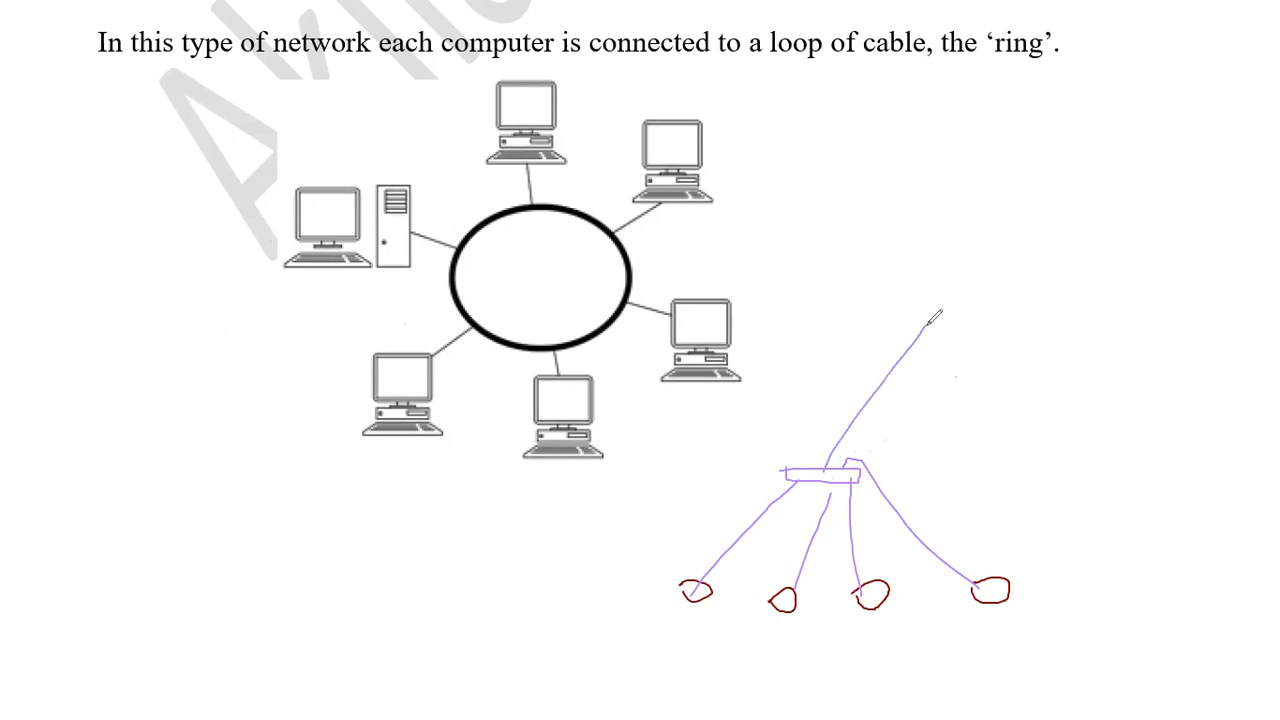 In this type of network each computer is connected to a loop of cable, the ‘ring’.